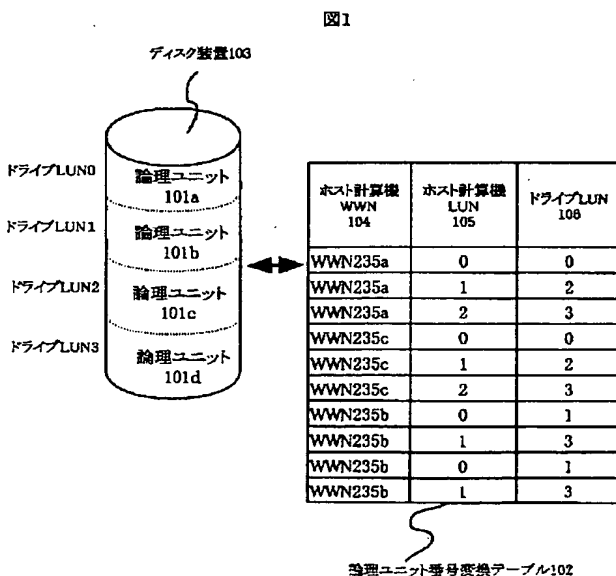 図1
ディスク装置103
ドライブLUN0
論理ユニット
101a
ドライブLUN1
論理ユニット
101b
ドライブLUN2
論理ユニット
101c
ドライブLUN3
論理ユニット
101d
ホスト計算機 WWN 104 ホスト計算機 LUN 105 ドライブLUN 106
WWN235a 0 0
WWN235a 1 2
WWN235a 2 3
WWN235c 0 0
WWN235c 1 2
WWN235c 2 3
WWN235b 0 1
WWN235b 1 3
WWN235b 0 1
WWN235b 1 3
論理ユニット番号変換テーブル102